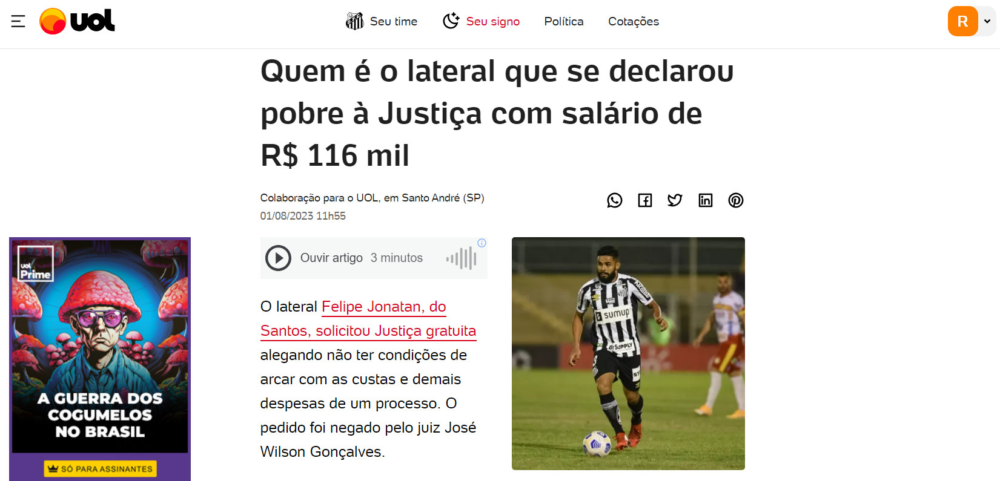 uol
Seu time
Seu signo
Política
Cotações
R
Quem é o lateral que se declarou
pobre à Justiça com salário de
R$ 116 mil
Colaboração para o UOL, em Santo André (SP)
01/08/2023 11h55
Ouvir artigo 3 minutos
O lateral Felipe Jonatan, do
Santos, solicitou Justiça gratuita
alegando não ter condições de
arcar com as custas e demais
despesas de um processo. O
pedido foi negado pelo juiz José
Wilson Gonçalves.
uol
Prime
A GUERRA DOS
COGUMELOS
NO BRASIL
SÓ PARA ASSINANTES
sumup
BR SUPPLY
3